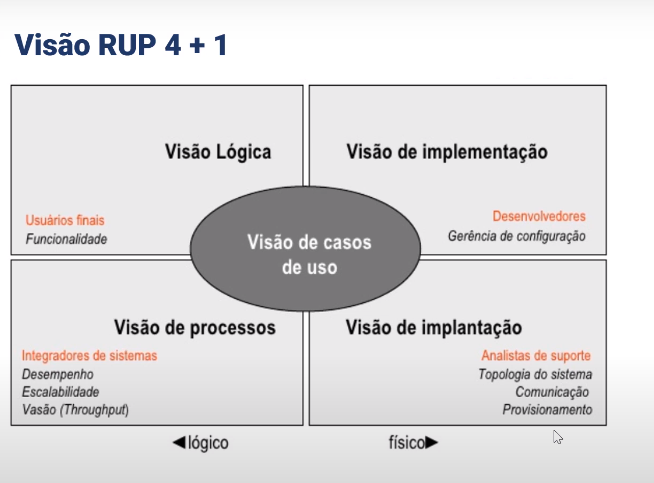 Visão RUP 4 + 1
Visão Lógica
Usuários finais
Funcionalidade
Visão de implementação
Desenvolvedores
Gerência de configuração
Visão de casos
de uso
Visão de processos
Integradores de sistemas
Desempenho
Escalabilidade
Vasão (Throughput)
Visão de implantação
Analistas de suporte
Topologia do sistema
Comunicação
Provisionamento
◀lógico
físico▶